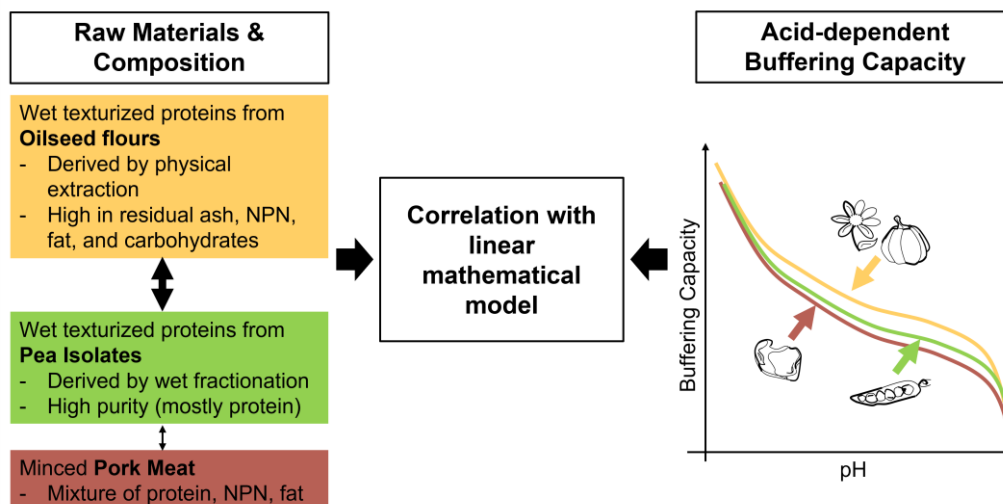 Raw Materials &
Composition
Wet texturized proteins from
Oilseed flours
- Derived by physical
extraction
- High in residual ash, NPN,
fat, and carbohydrates
Wet texturized proteins from
Pea Isolates
- Derived by wet fractionation
- High purity (mostly protein)
Minced Pork Meat
- Mixture of protein, NPN, fat
Correlation with
linear
mathematical
model
Acid-dependent
Buffering Capacity
Buffering Capacity
pH